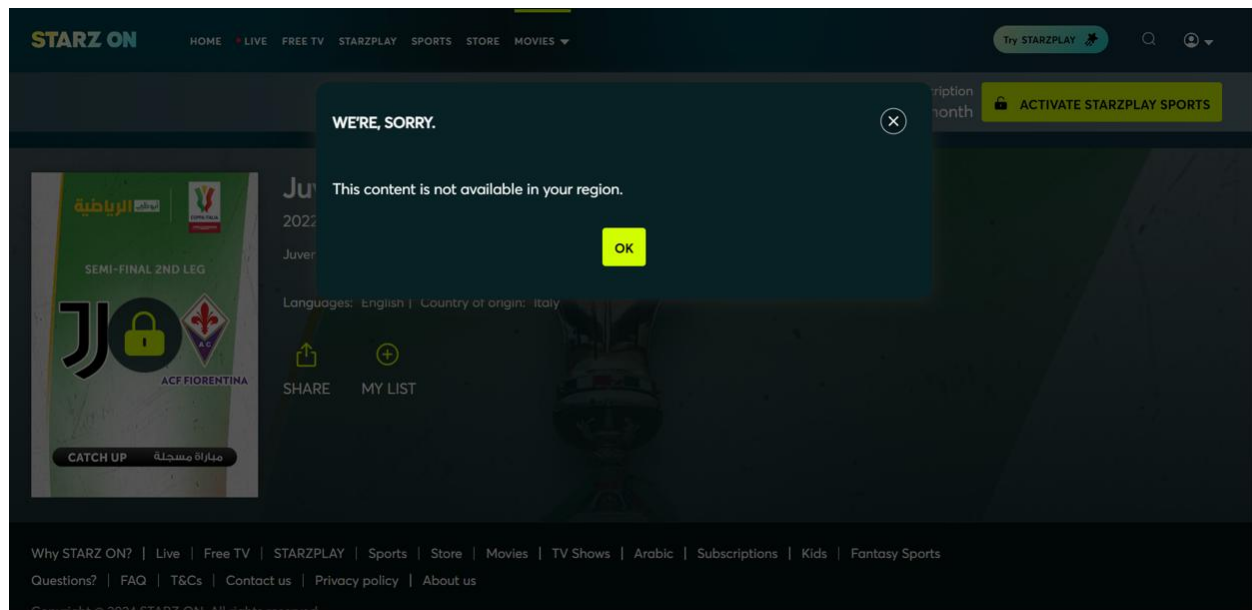 STARZ ON
HOME LIVE FREE TV STARZPLAY SPORTS STORE MOVIES
Try STARZPLAY
ACTIVATE STARZPLAY SPORTS
WE'RE, SORRY.
This content is not available in your region.
OK
الرياضية
SEMI-FINAL 2ND LEG
ACF FIORENTINA
CATCH UP مباراة مسجلة
2022
Languages: English | Country of origin: Italy
SHARE MY LIST
Why STARZ ON? | Live | Free TV | STARZPLAY | Sports | Store | Movies | TV Shows | Arabic | Subscriptions | Kids | Fantasy Sports
Questions? | FAQ | T&Cs | Contact us | Privacy policy | About us